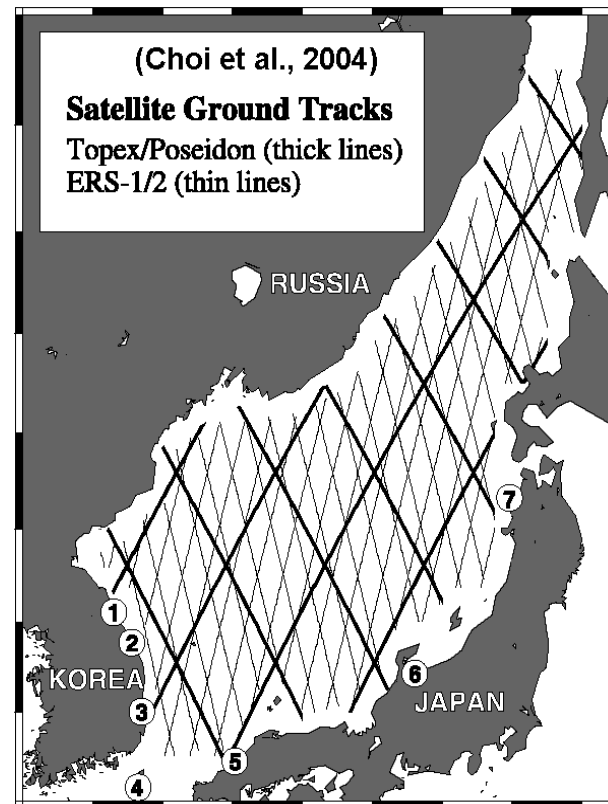 (Choi et al., 2004)
Satellite Ground Tracks
Topex/Poseidon (thick lines)
ERS-1/2 (thin lines)
RUSSIA
7
1
2
KOREA
6
3
JAPAN
5
4